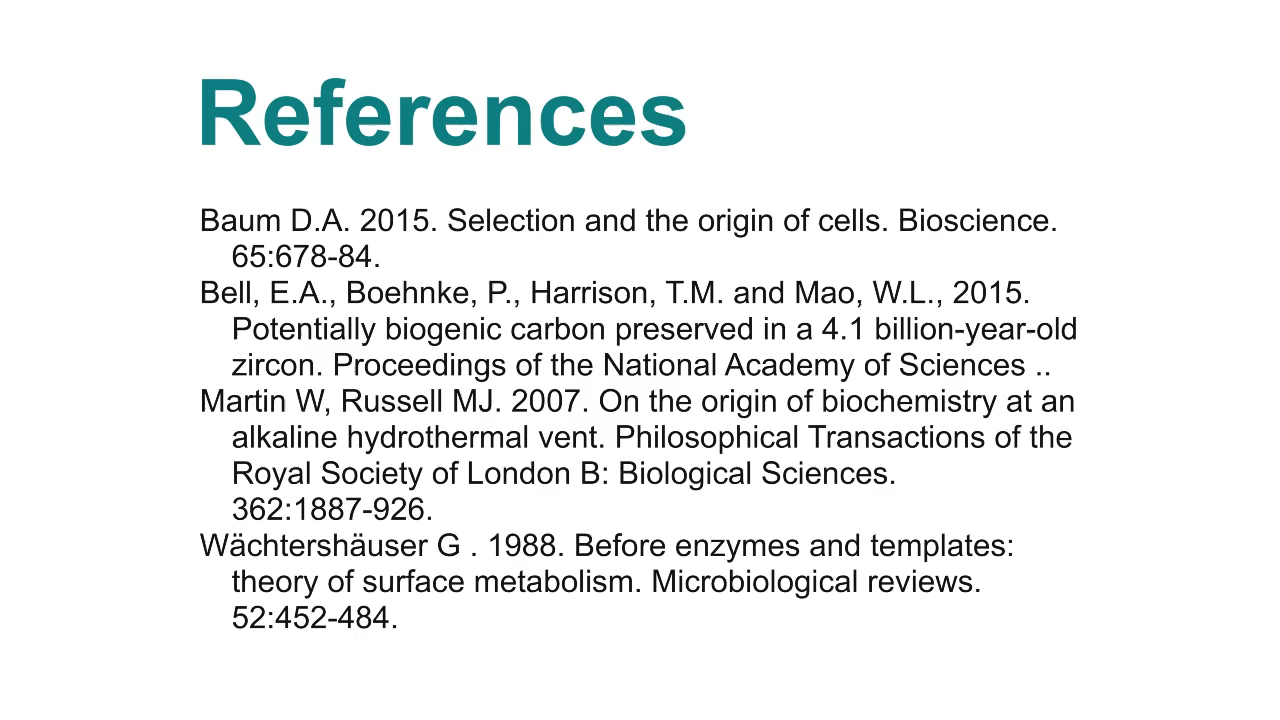 References
Baum D.A. 2015. Selection and the origin of cells. Bioscience.
65:678-84.
Bell, E.A., Boehnke, P., Harrison, T.M. and Mao, W.L., 2015.
Potentially biogenic carbon preserved in a 4.1 billion-year-old
zircon. Proceedings of the National Academy of Sciences ..
Martin W, Russell MJ. 2007. On the origin of biochemistry at an
alkaline hydrothermal vent. Philosophical Transactions of the
Royal Society of London B: Biological Sciences.
362:1887-926.
Wächtershäuser G . 1988. Before enzymes and templates:
theory of surface metabolism. Microbiological reviews.
52:452-484.